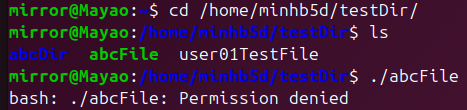 mirror@Mayao:~$ cd /home/minhb5d/testDir/
mirror@Mayao:/home/minhb5d/testDir$ ls
abcDir abcFile user01TestFile
mirror@Mayao:/home/minhb5d/testDir$ ./abcFile
bash: ./abcFile: Permission denied